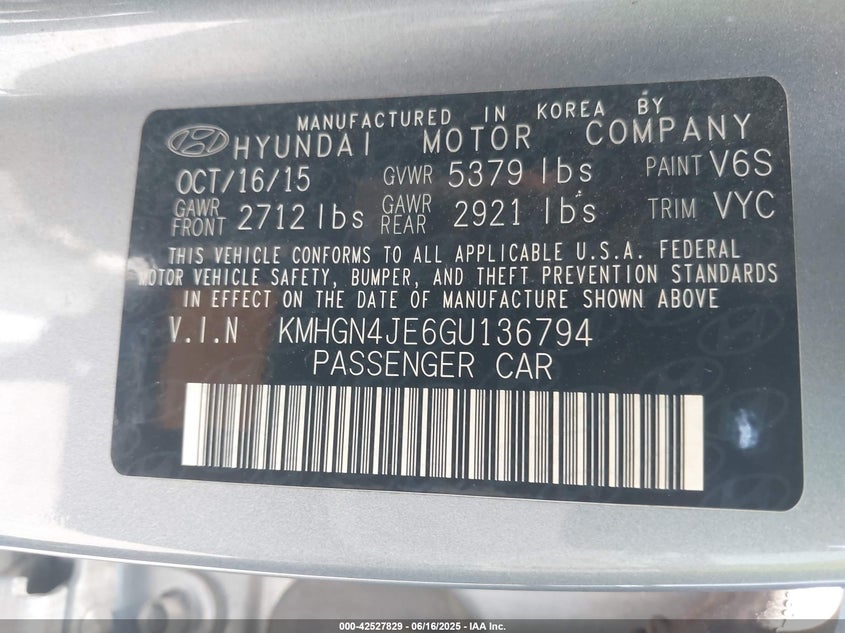 MANUFACTURED IN KOREA BY
HYUNDAI MOTOR COMPANY
OCT/16/15 GVWR 5379 lbs PAINT V6S
GAWR FRONT 2712 lbs GAWR REAR 2921 lbs TRIM VYC
THIS VEHICLE CONFORMS TO ALL APPLICABLE U.S.A. FEDERAL
MOTOR VEHICLE SAFETY, BUMPER, AND THEFT PREVENTION STANDARDS
IN EFFECT ON THE DATE OF MANUFACTURE SHOWN ABOVE
V.I.N KMHGN4JE6GU136794
PASSENGER CAR
000-42527829 - 06/16/2025 - IAA Inc.